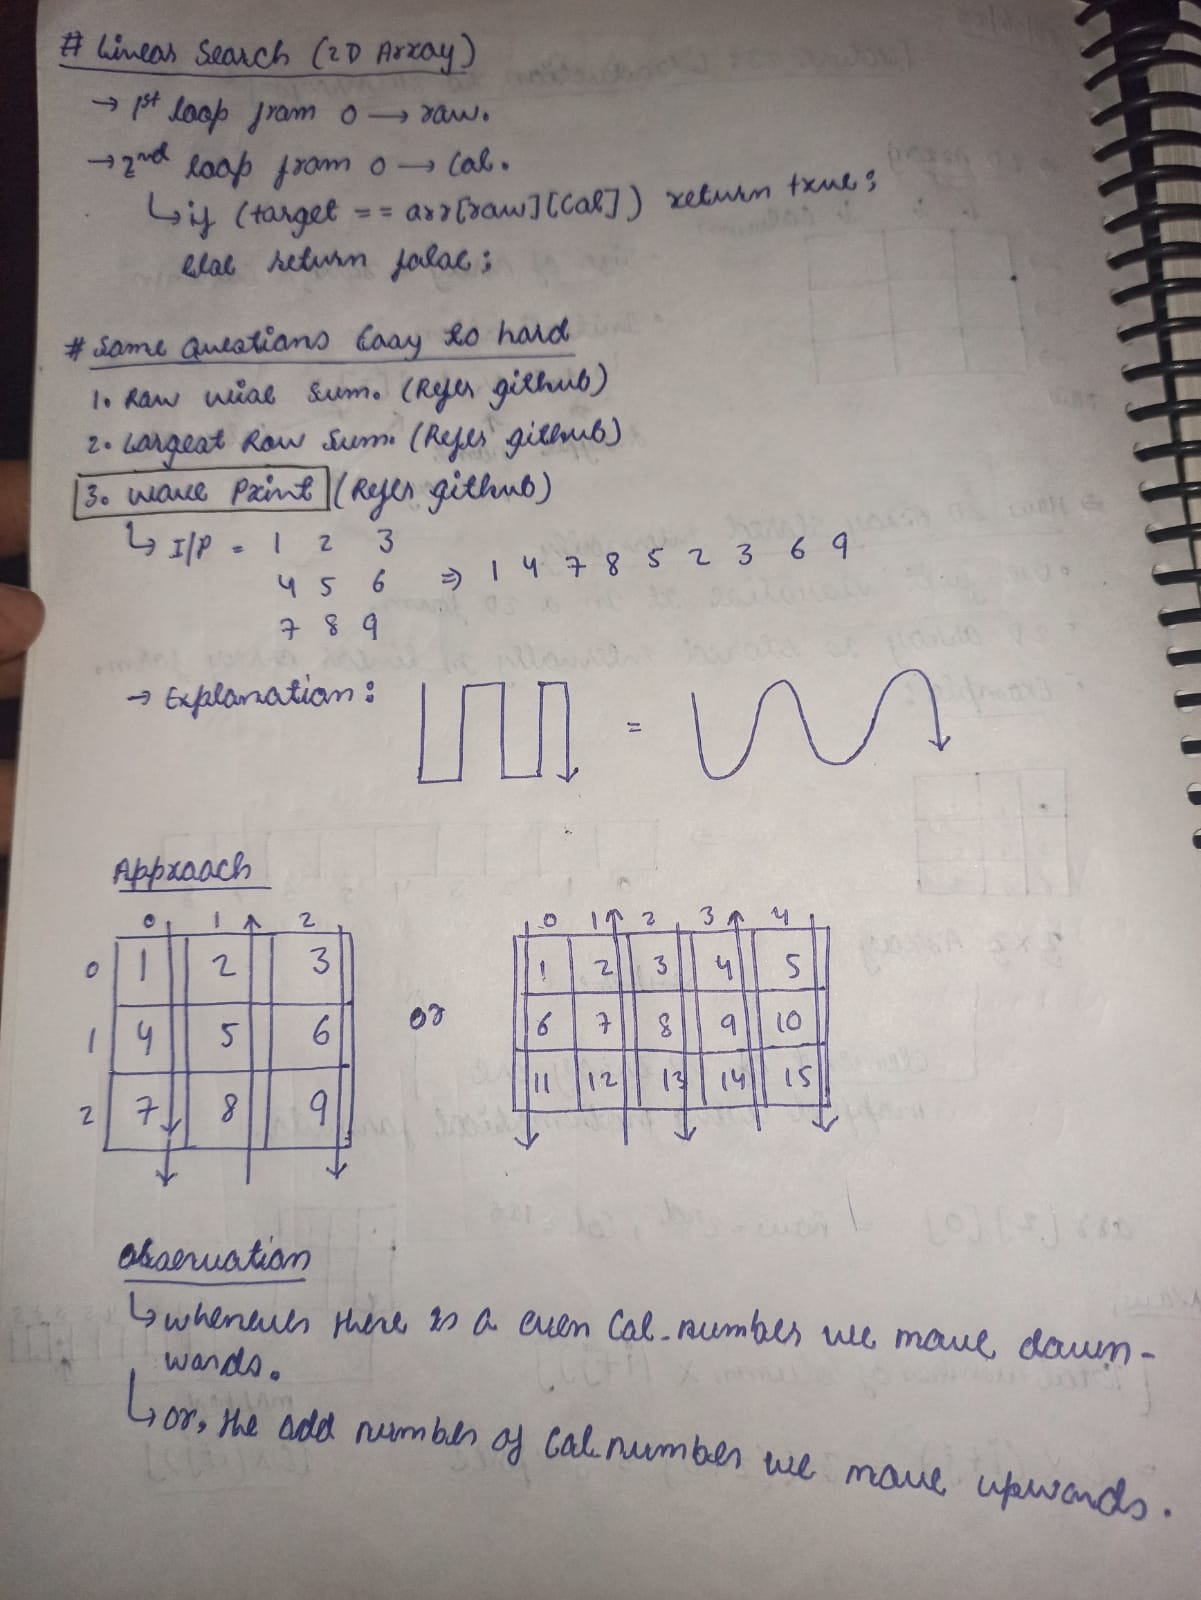 # Linear Search (2D Array)
→ 1st loop from 0 → row.
→ 2nd loop from 0 → Col.
↳ if (target == arr[row][Col]) return true;
else return false;
# Some Questions Easy to hard
1. Row wise Sum. (Refer github)
2. Largest Row Sum. (Refer github)
3. Wave Print (Refer github)
↳ I/P = 1 2 3
4 5 6 ⇒ 1 4 7 8 5 2 3 6 9
7 8 9
→ Explanation:
=
Approach
0 1 2
0 1 2 3
1 4 5 6
2 7 8 9
or
0 1 2 3 4
1 2 3 4 5
6 7 8 9 10
11 12 13 14 15
Observation
↳ whenever there is a even Col. number we move down-
wards.
↳ or, the odd number of Col. number we move upwards.